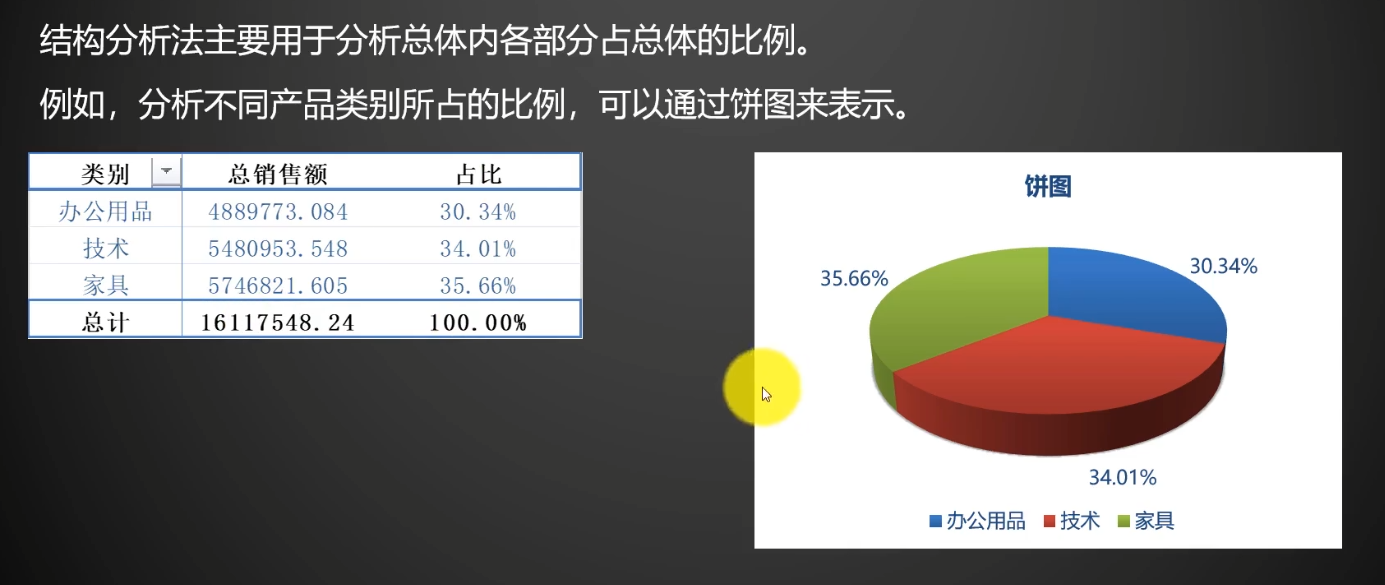 结构分析法主要用于分析总体内各部分占总体的比例。
例如，分析不同产品类别所占的比例，可以通过饼图来表示。
类别 总销售额 占比
办公用品 4889773.084 30.34%
技术 5480953.548 34.01%
家具 5746821.605 35.66%
总计 16117548.24 100.00%
饼图
30.34%
35.66%
34.01%
办公用品 技术 家具